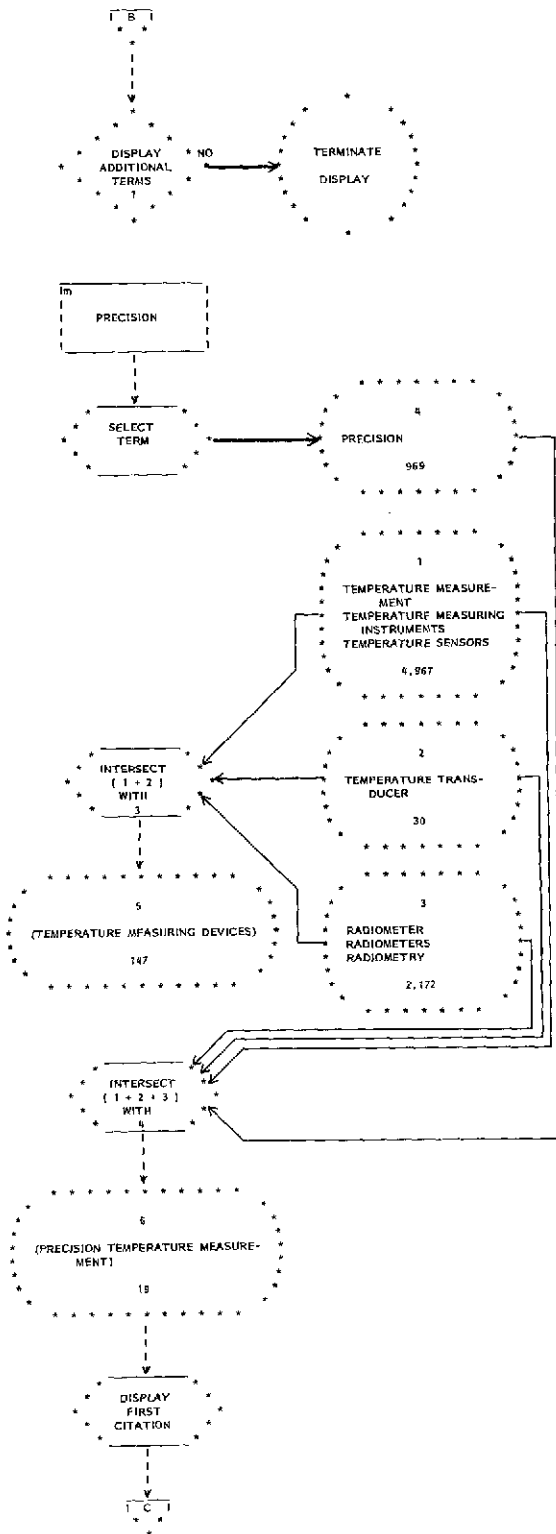 B
DISPLAY
ADDITIONAL
TERMS
?
NO
TERMINATE
DISPLAY
Im
PRECISION
SELECT
TERM
4
PRECISION
969
1
TEMPERATURE MEASURE-
MENT
TEMPERATURE MEASURING
INSTRUMENTS
TEMPERATURE SENSORS
4,967
INTERSECT
( 1 + 2 )
WITH
3
2
TEMPERATURE TRANS-
DUCER
30
5
(TEMPERATURE MEASURING DEVICES)
147
3
RADIOMETER
RADIOMETERS
RADIOMETRY
2,172
INTERSECT
( 1 + 2 + 3 )
WITH
4
6
(PRECISION TEMPERATURE MEASURE-
MENT)
19
DISPLAY
FIRST
CITATION
C